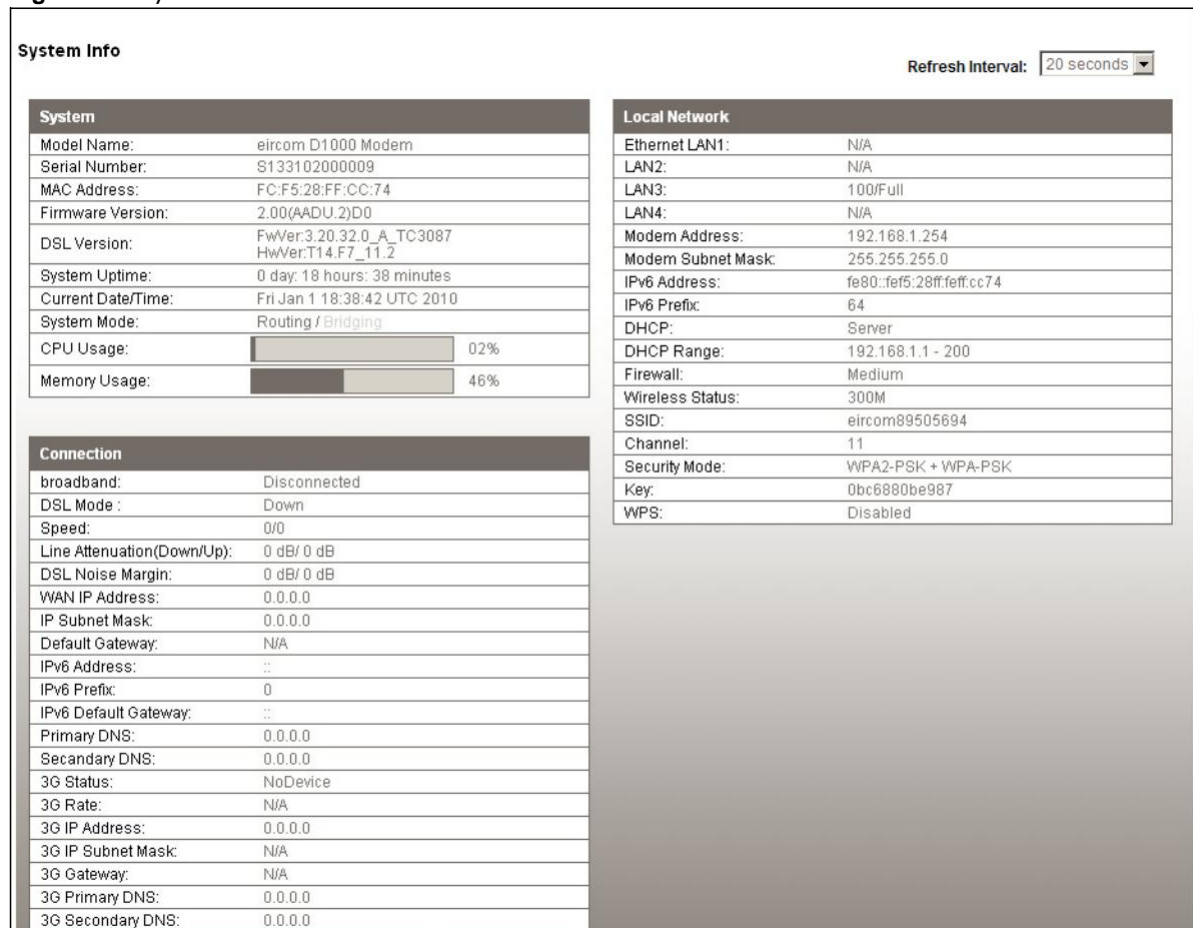 System Info
Refresh Interval: 20 seconds
System
Model Name: eircom D1000 Modem
Serial Number: S133102000009
MAC Address: FC:F5:28:FF:CC:74
Firmware Version: 2.00(AADU.2)D0
DSL Version: FwVer:3.20.32.0_A_TC3087
HwVer:T14.F7_11.2
System Uptime: 0 day: 18 hours: 38 minutes
Current Date/Time: Fri Jan 1 18:38:42 UTC 2010
System Mode: Routing / Bridging
CPU Usage: 02%
Memory Usage: 46%
Connection
broadband: Disconnected
DSL Mode : Down
Speed: 0/0
Line Attenuation(Down/Up): 0 dB/ 0 dB
DSL Noise Margin: 0 dB/ 0 dB
WAN IP Address: 0.0.0.0
IP Subnet Mask: 0.0.0.0
Default Gateway: N/A
IPv6 Address: ::
IPv6 Prefix: 0
IPv6 Default Gateway: ::
Primary DNS: 0.0.0.0
Secandary DNS: 0.0.0.0
3G Status: NoDevice
3G Rate: N/A
3G IP Address: 0.0.0.0
3G IP Subnet Mask: N/A
3G Gateway: N/A
3G Primary DNS: 0.0.0.0
3G Secondary DNS: 0.0.0.0
Local Network
Ethernet LAN1: N/A
LAN2: N/A
LAN3: 100/Full
LAN4: N/A
Modem Address: 192.168.1.254
Modem Subnet Mask: 255.255.255.0
IPv6 Address: fe80::fef5:28ff:feff:cc74
IPv6 Prefix: 64
DHCP: Server
DHCP Range: 192.168.1.1 - 200
Firewall: Medium
Wireless Status: 300M
SSID: eircom89505694
Channel: 11
Security Mode: WPA2-PSK + WPA-PSK
Key: 0bc6880be987
WPS: Disabled